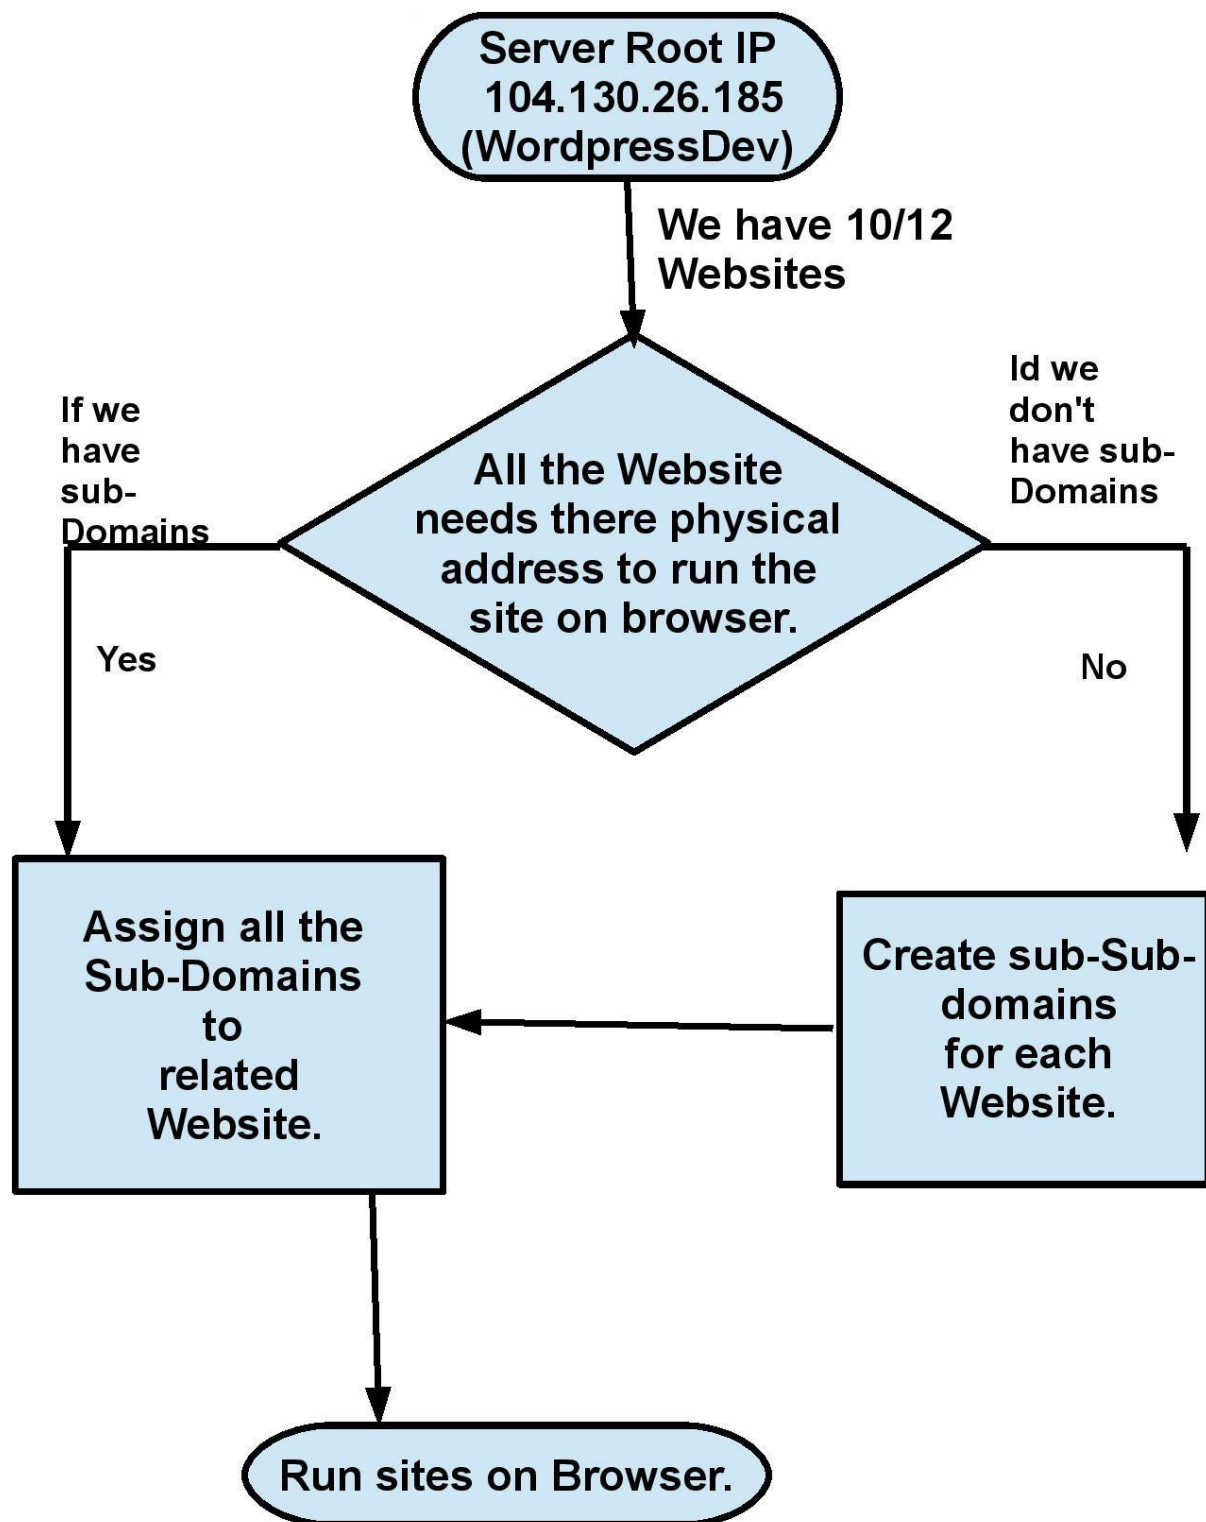 Server Root IP
104.130.26.185
(WordpressDev)
We have 10/12
Websites
If we
have
sub-
Domains
Id we
don't
have sub-
Domains
All the Website
needs there physical
address to run the
site on browser.
Yes
No
Assign all the
Sub-Domains
to
related
Website.
Create sub-Sub-
domains
for each
Website.
Run sites on Browser.